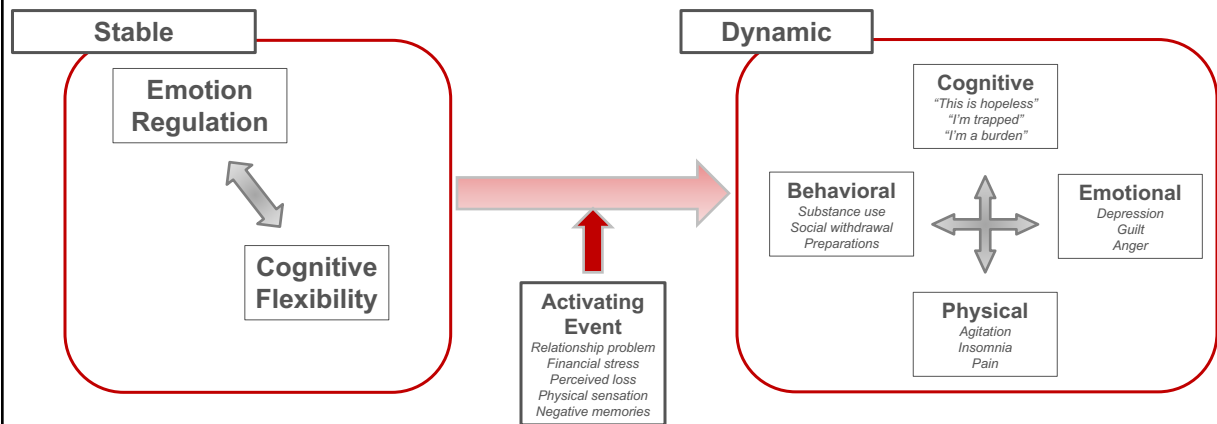 Stable
Emotion
Regulation
Cognitive
Flexibility
Activating
Event
Relationship problem
Financial stress
Perceived loss
Physical sensation
Negative memories
Dynamic
Cognitive
“This is hopeless”
“I’m trapped”
“I’m a burden”
Behavioral
Substance use
Social withdrawal
Preparations
Emotional
Depression
Guilt
Anger
Physical
Agitation
Insomnia
Pain